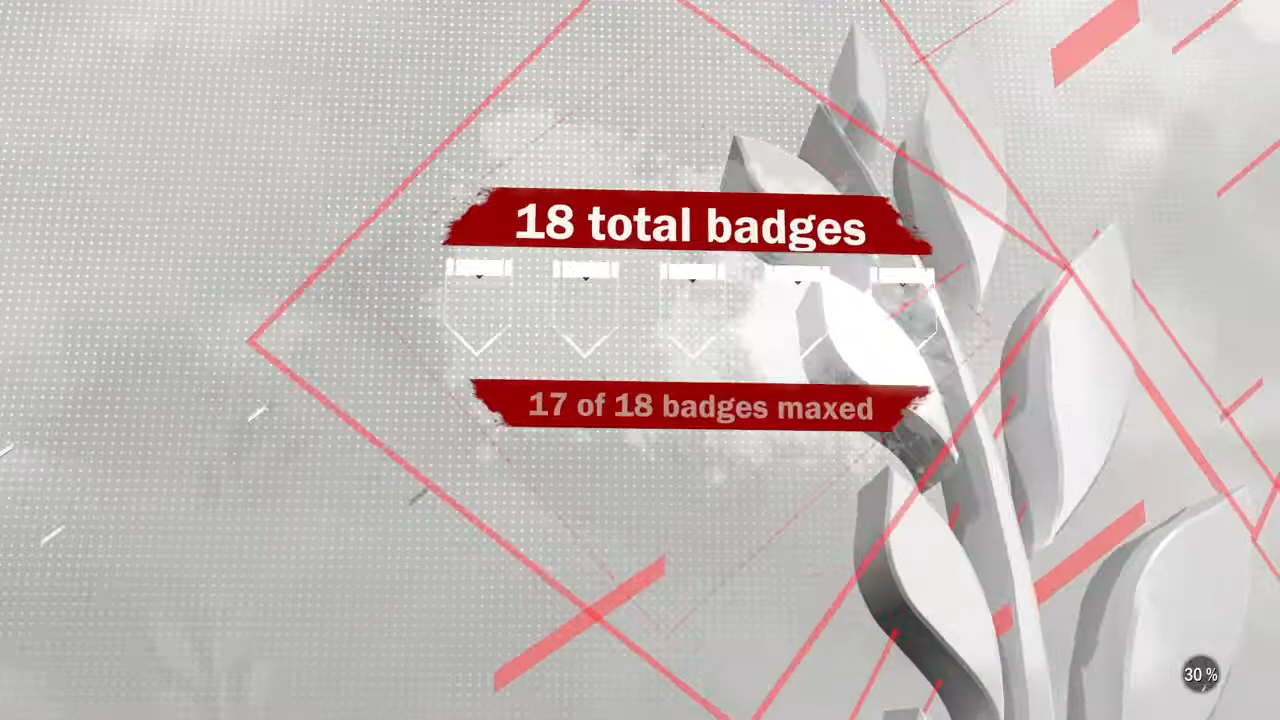 18 total badges
17 of 18 badges maxed
30 %